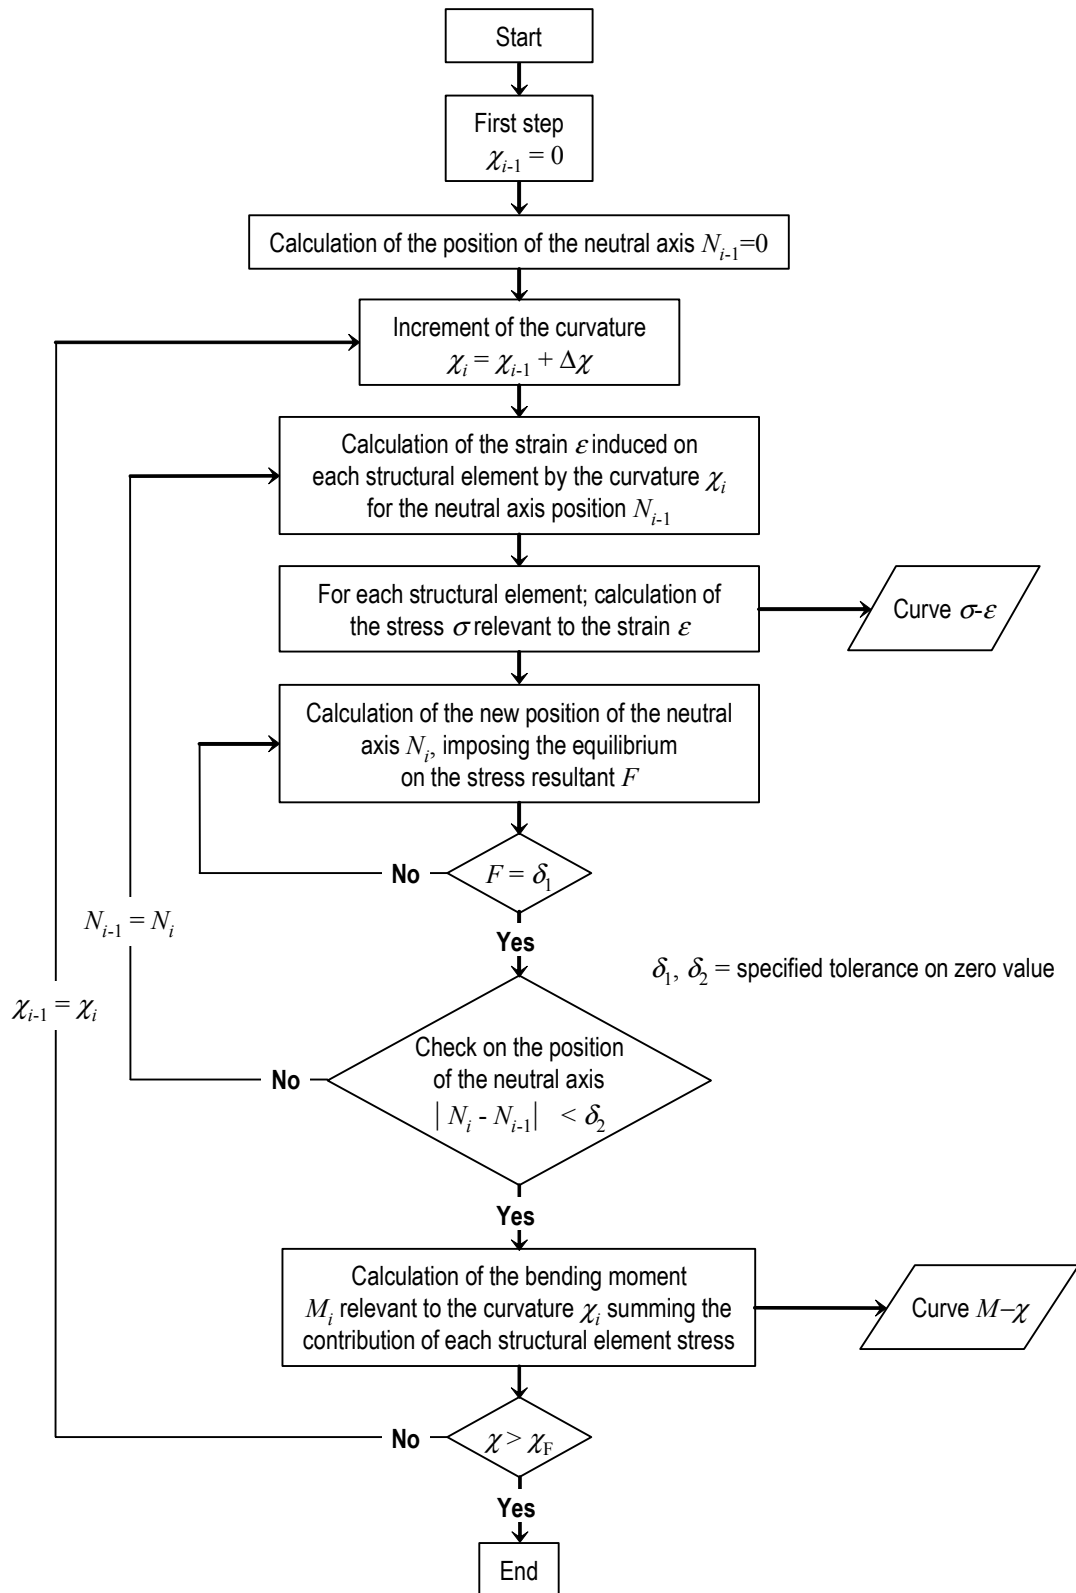 Start
First step
χi-1 = 0
Calculation of the position of the neutral axis Ni-1=0
Increment of the curvature
χi = χi-1 + Δχ
Calculation of the strain ε induced on
each structural element by the curvature χi
for the neutral axis position Ni-1
For each structural element; calculation of
the stress σ relevant to the strain ε
Curve σ-ε
Calculation of the new position of the neutral
axis Ni, imposing the equilibrium
on the stress resultant F
No
F = δ1
Ni-1 = Ni
Yes
δ1, δ2 = specified tolerance on zero value
χi-1 = χi
Check on the position
of the neutral axis
| Ni - Ni-1| < δ2
No
Yes
Calculation of the bending moment
Mi relevant to the curvature χi summing the
contribution of each structural element stress
Curve M–χ
No
χ > χF
Yes
End